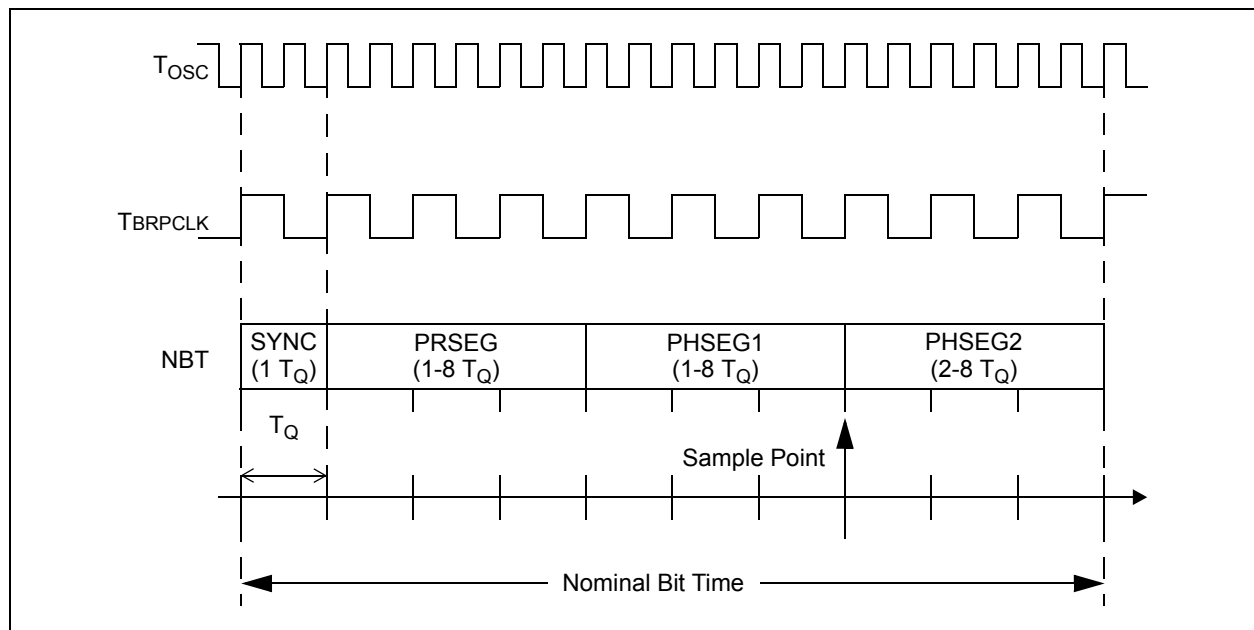 TOSC
TBRPCLK
NBT
SYNC
(1 TQ)
PRSEG
(1-8 TQ)
PHSEG1
(1-8 TQ)
PHSEG2
(2-8 TQ)
TQ
Sample Point
Nominal Bit Time